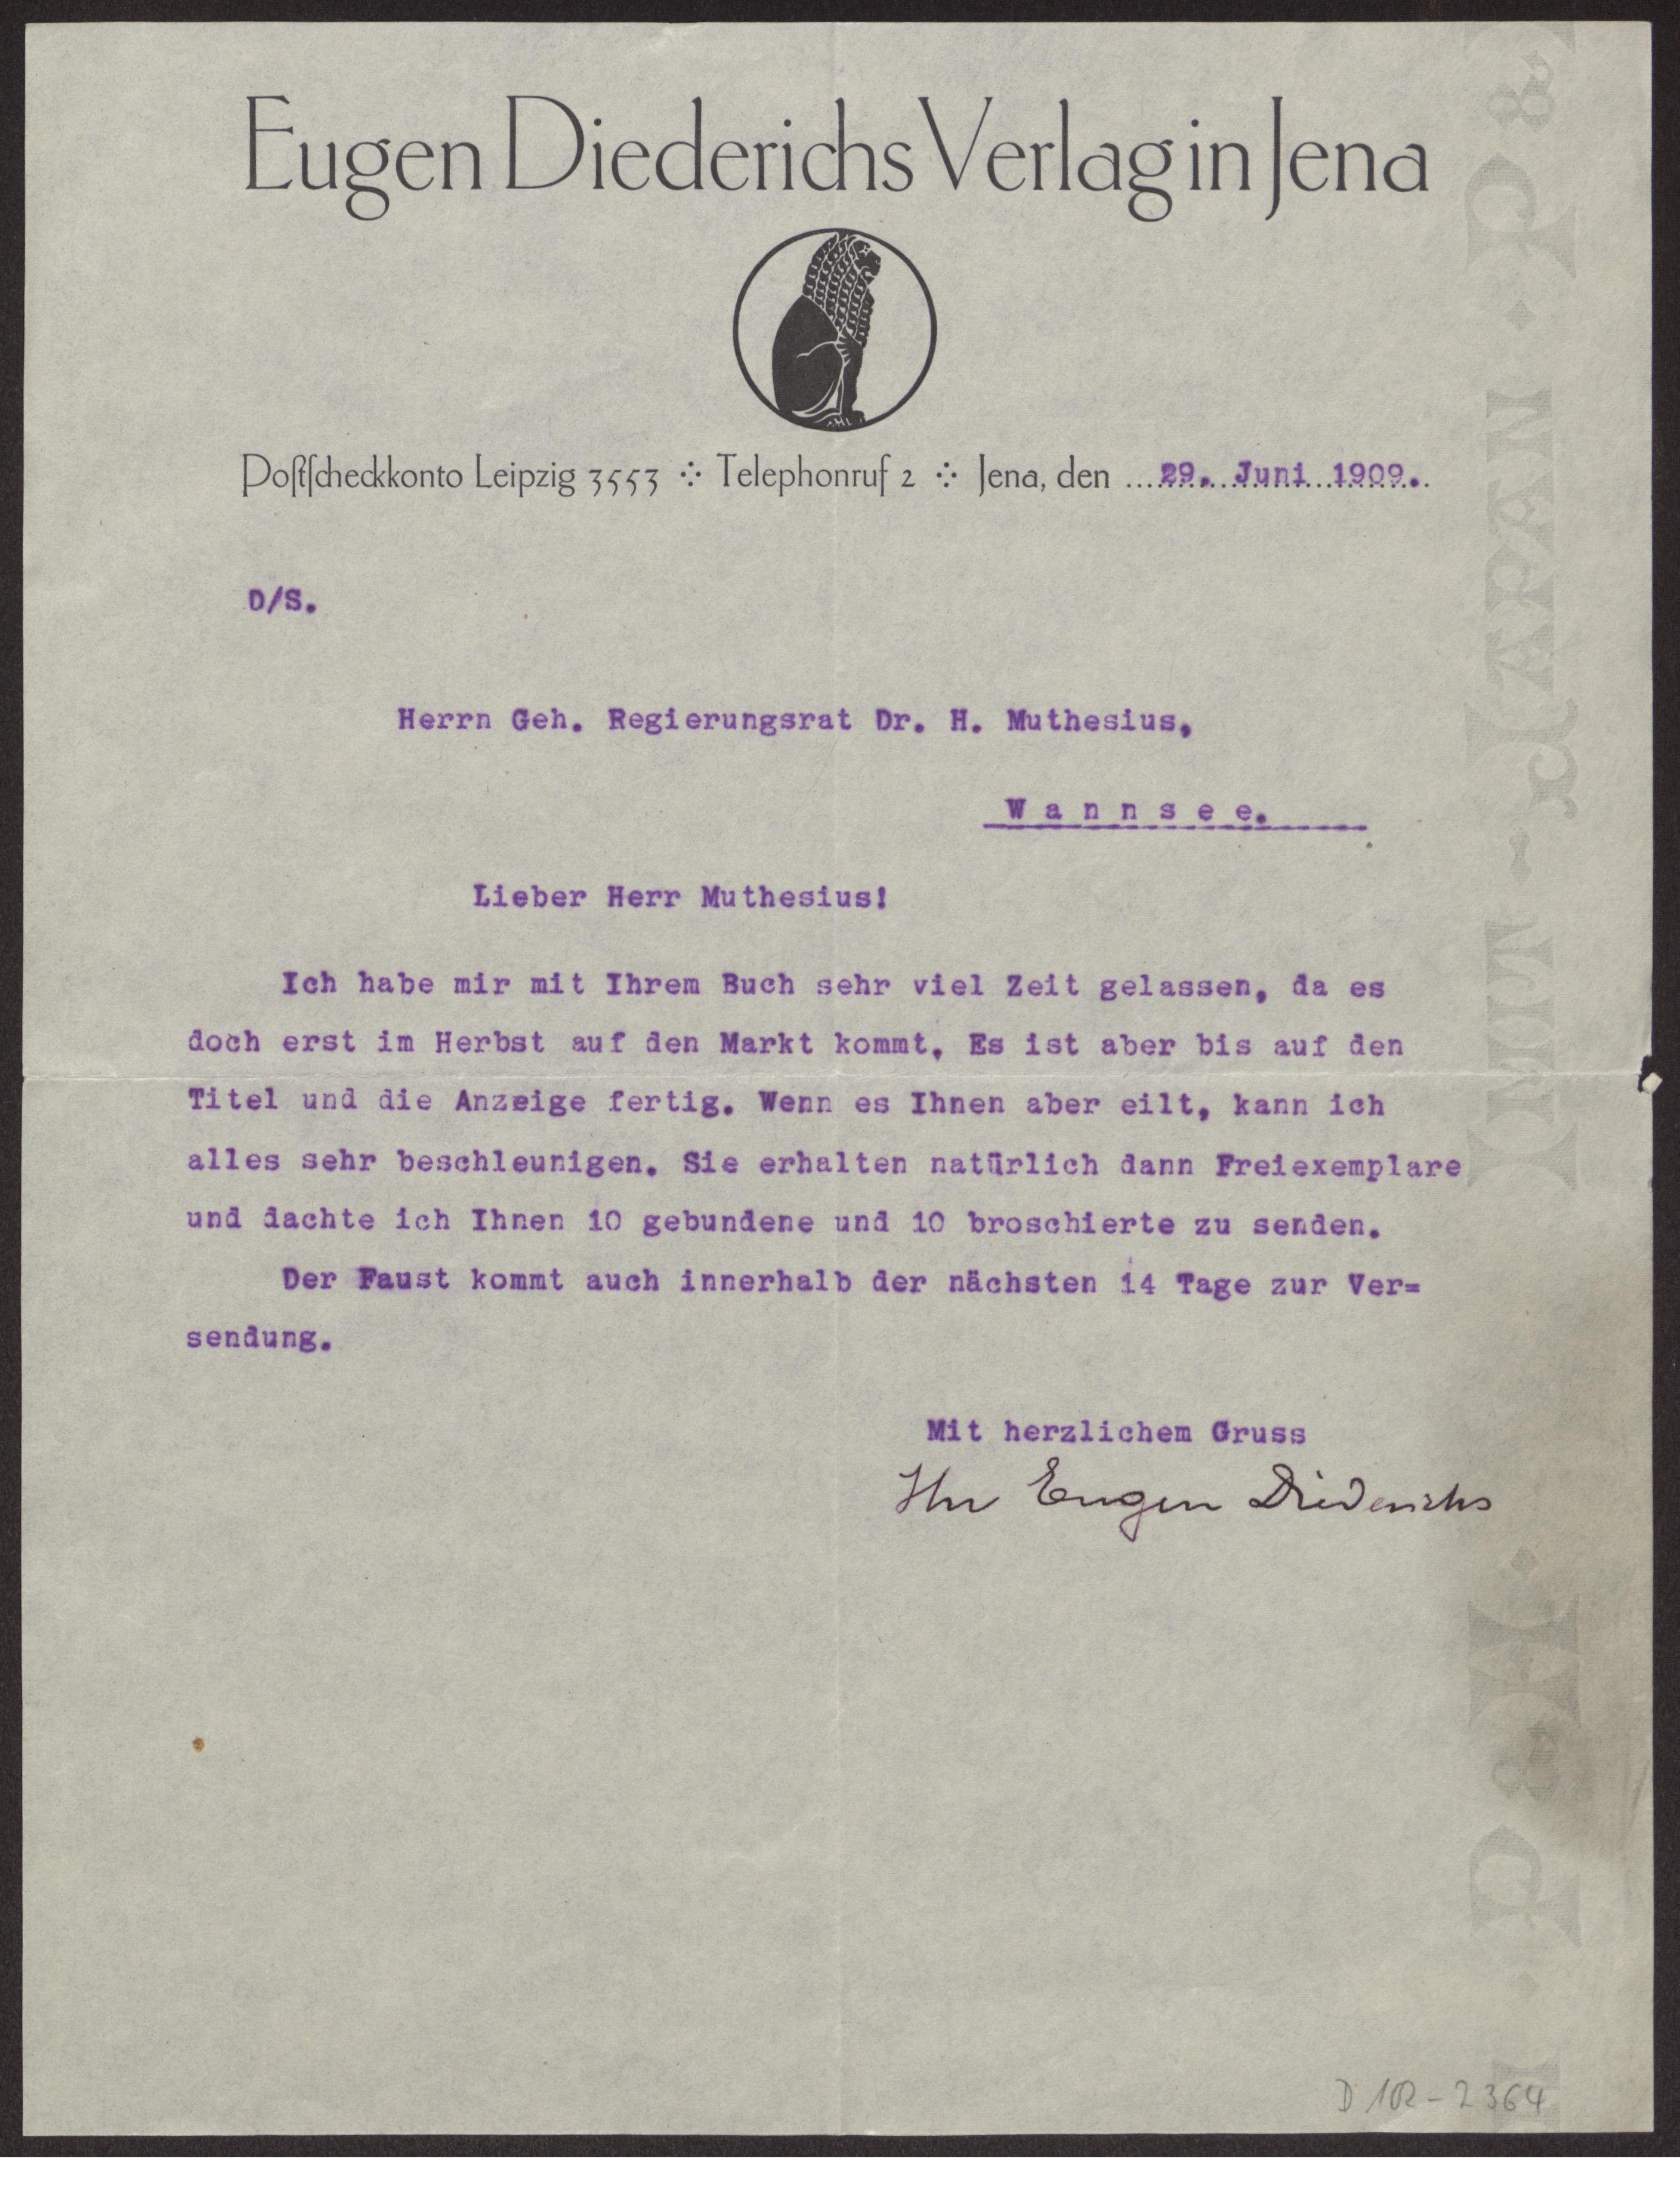 Eugen Diederichs Verlag in Jena
Poſtſcheckkonto Leipzig 3553 ⁘ Telephonruf 2 ⁘ Jena, den 29. Juni 1909.
D/S.
Herrn Geh. Regierungsrat Dr. H. Muthesius,
Wannsee.
Lieber Herr Muthesius!
Ich habe mir mit Ihrem Buch sehr viel Zeit gelassen, da es
doch erst im Herbst auf den Markt kommt. Es ist aber bis auf den
Titel und die Anzeige fertig. Wenn es Ihnen aber eilt, kann ich
alles sehr beschleunigen. Sie erhalten natürlich dann Freiexemplare
und dachte ich Ihnen 10 gebundene und 10 broschierte zu senden.
Der Faust kommt auch innerhalb der nächsten 14 Tage zur Ver=
sendung.
Mit herzlichem Gruss
Ihr Eugen Diederichs
D 102-2364